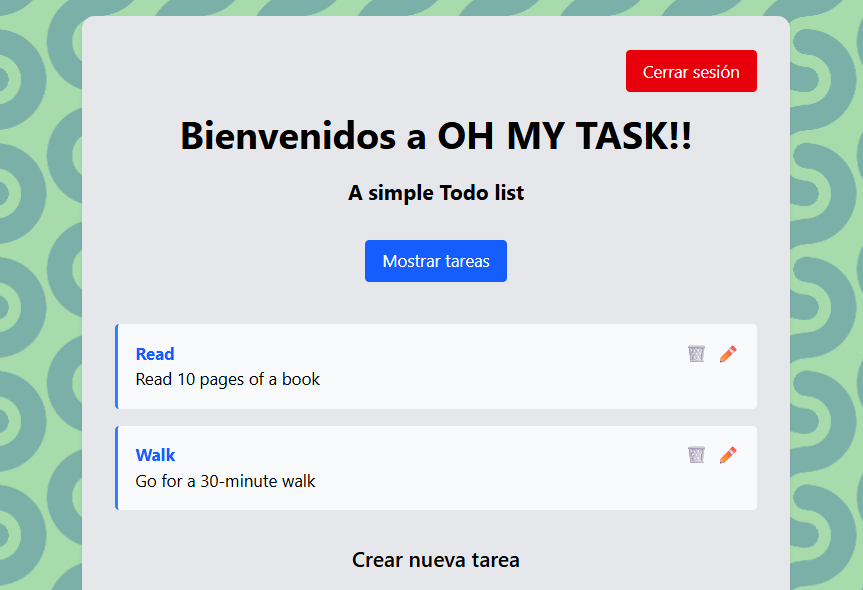 Cerrar sesión
Bienvenidos a OH MY TASK!!
A simple Todo list
Mostrar tareas
Read
Read 10 pages of a book
Walk
Go for a 30-minute walk
Crear nueva tarea